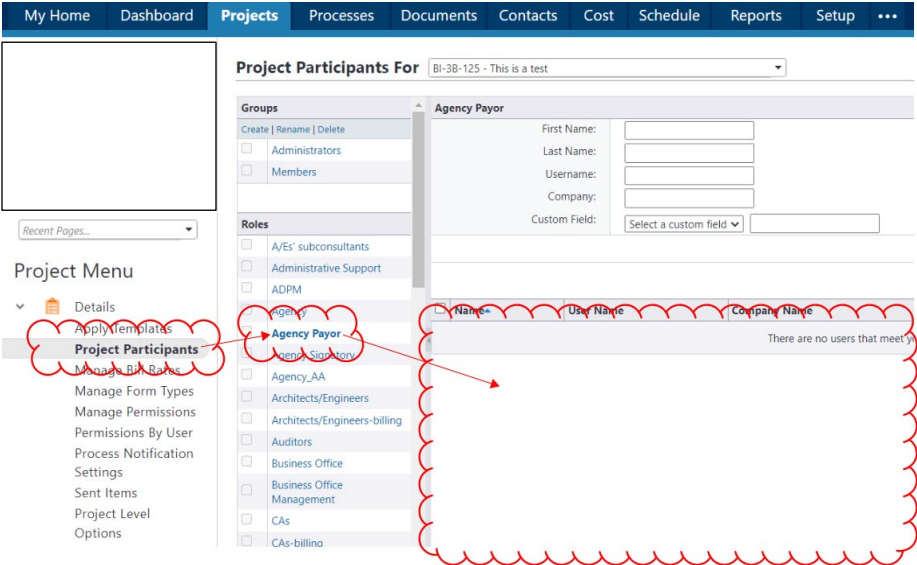 My Home Dashboard Projects Processes Documents Contacts Cost Schedule Reports Setup •••
Project Participants For BI-3B-125 - This is a test
Recent Pages...
Project Menu
Details
Apply Templates
Project Participants
Manage Bill Rates
Manage Form Types
Manage Permissions
Permissions By User
Process Notification
Settings
Sent Items
Project Level
Options
Groups
Create | Rename | Delete
Administrators
Members
Roles
A/Es' subconsultants
Administrative Support
ADPM
Agency
Agency Payor
Agency Signatory
Agency_AA
Architects/Engineers
Architects/Engineers-billing
Auditors
Business Office
Business Office
Management
CAs
CAs-billing
Agency Payor
First Name:
Last Name:
Username:
Company:
Custom Field: Select a custom field
Name User Name Company Name
There are no users that meet